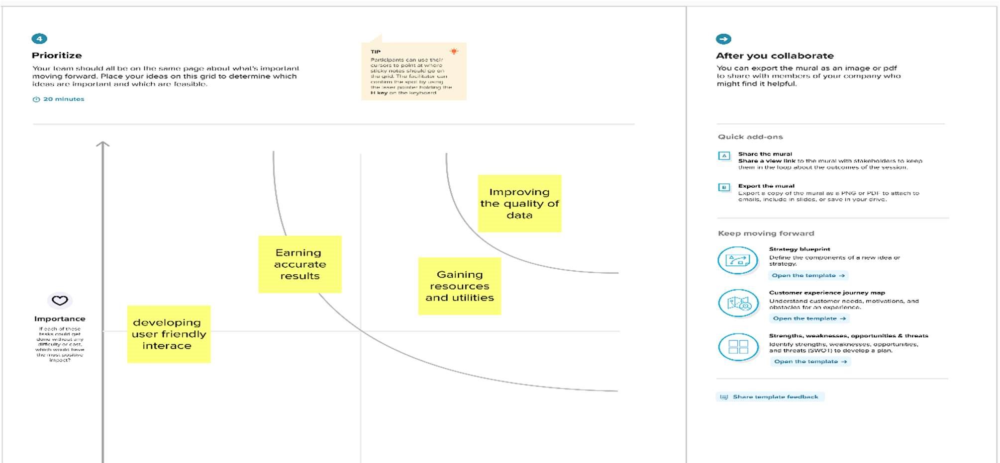 4
Prioritize
Your team should all be on the same page about what's important
moving forward. Place your ideas on this grid to determine which
ideas are important and which are feasible.
20 minutes
TIP
Participants can use their
cursors to point at where
sticky notes should go on
the grid. The facilitator can
confirm the spot by using
the laser pointer holding the
H key on the keyboard.
Improving
the quality of
data
Earning
accurate
results
Gaining
resources
and utilities
developing
user friendly
interace
Importance
If each of these
tasks could get
done without any
difficulty or cost,
which would have
the most positive
impact?
After you collaborate
You can export the mural as an image or pdf
to share with members of your company who
might find it helpful.
Quick add-ons
A
Share the mural
Share a view link to the mural with stakeholders to keep
them in the loop about the outcomes of the session.
B
Export the mural
Export a copy of the mural as a PNG or PDF to attach to
emails, include in slides, or save in your drive.
Keep moving forward
Strategy blueprint
Define the components of a new idea or
strategy.
Open the template →
Customer experience journey map
Understand customer needs, motivations, and
obstacles for an experience.
Open the template →
Strengths, weaknesses, opportunities & threats
Identify strengths, weaknesses, opportunities,
and threats (SWOT) to develop a plan.
Open the template →
Share template feedback